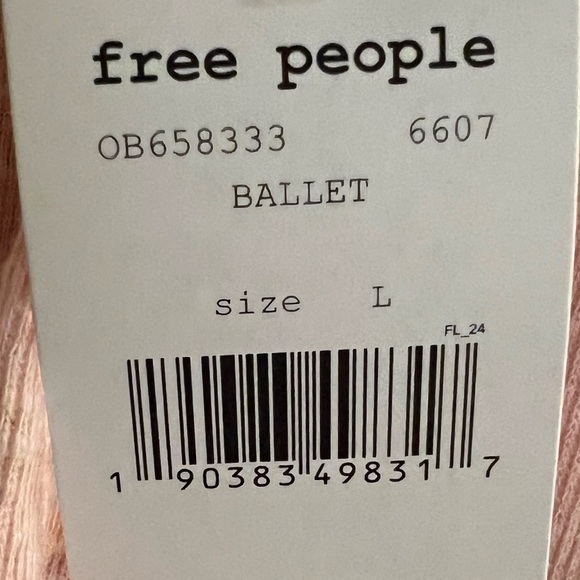 free people
OB658333 6607
BALLET
size L
FL_24
1 90383 49831 7